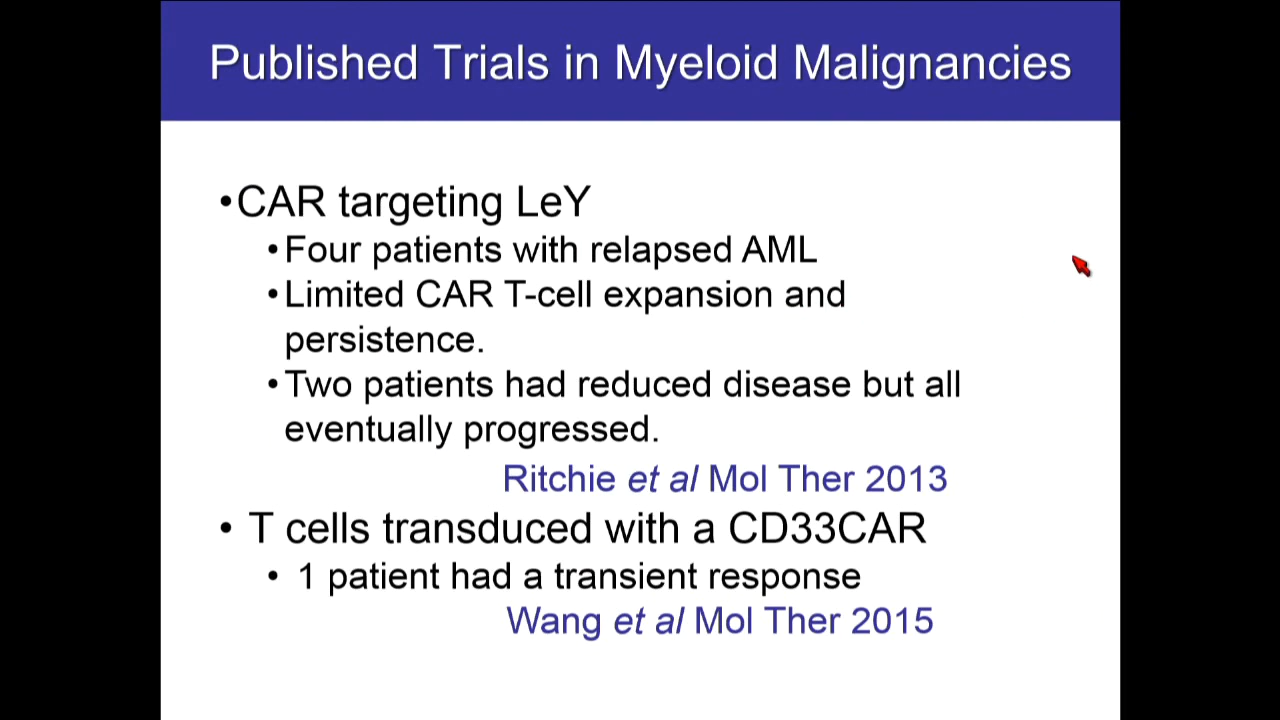 Published Trials in Myeloid Malignancies
•CAR targeting LeY
•Four patients with relapsed AML
•Limited CAR T-cell expansion and
persistence.
•Two patients had reduced disease but all
eventually progressed.
Ritchie et al Mol Ther 2013
• T cells transduced with a CD33CAR
• 1 patient had a transient response
Wang et al Mol Ther 2015